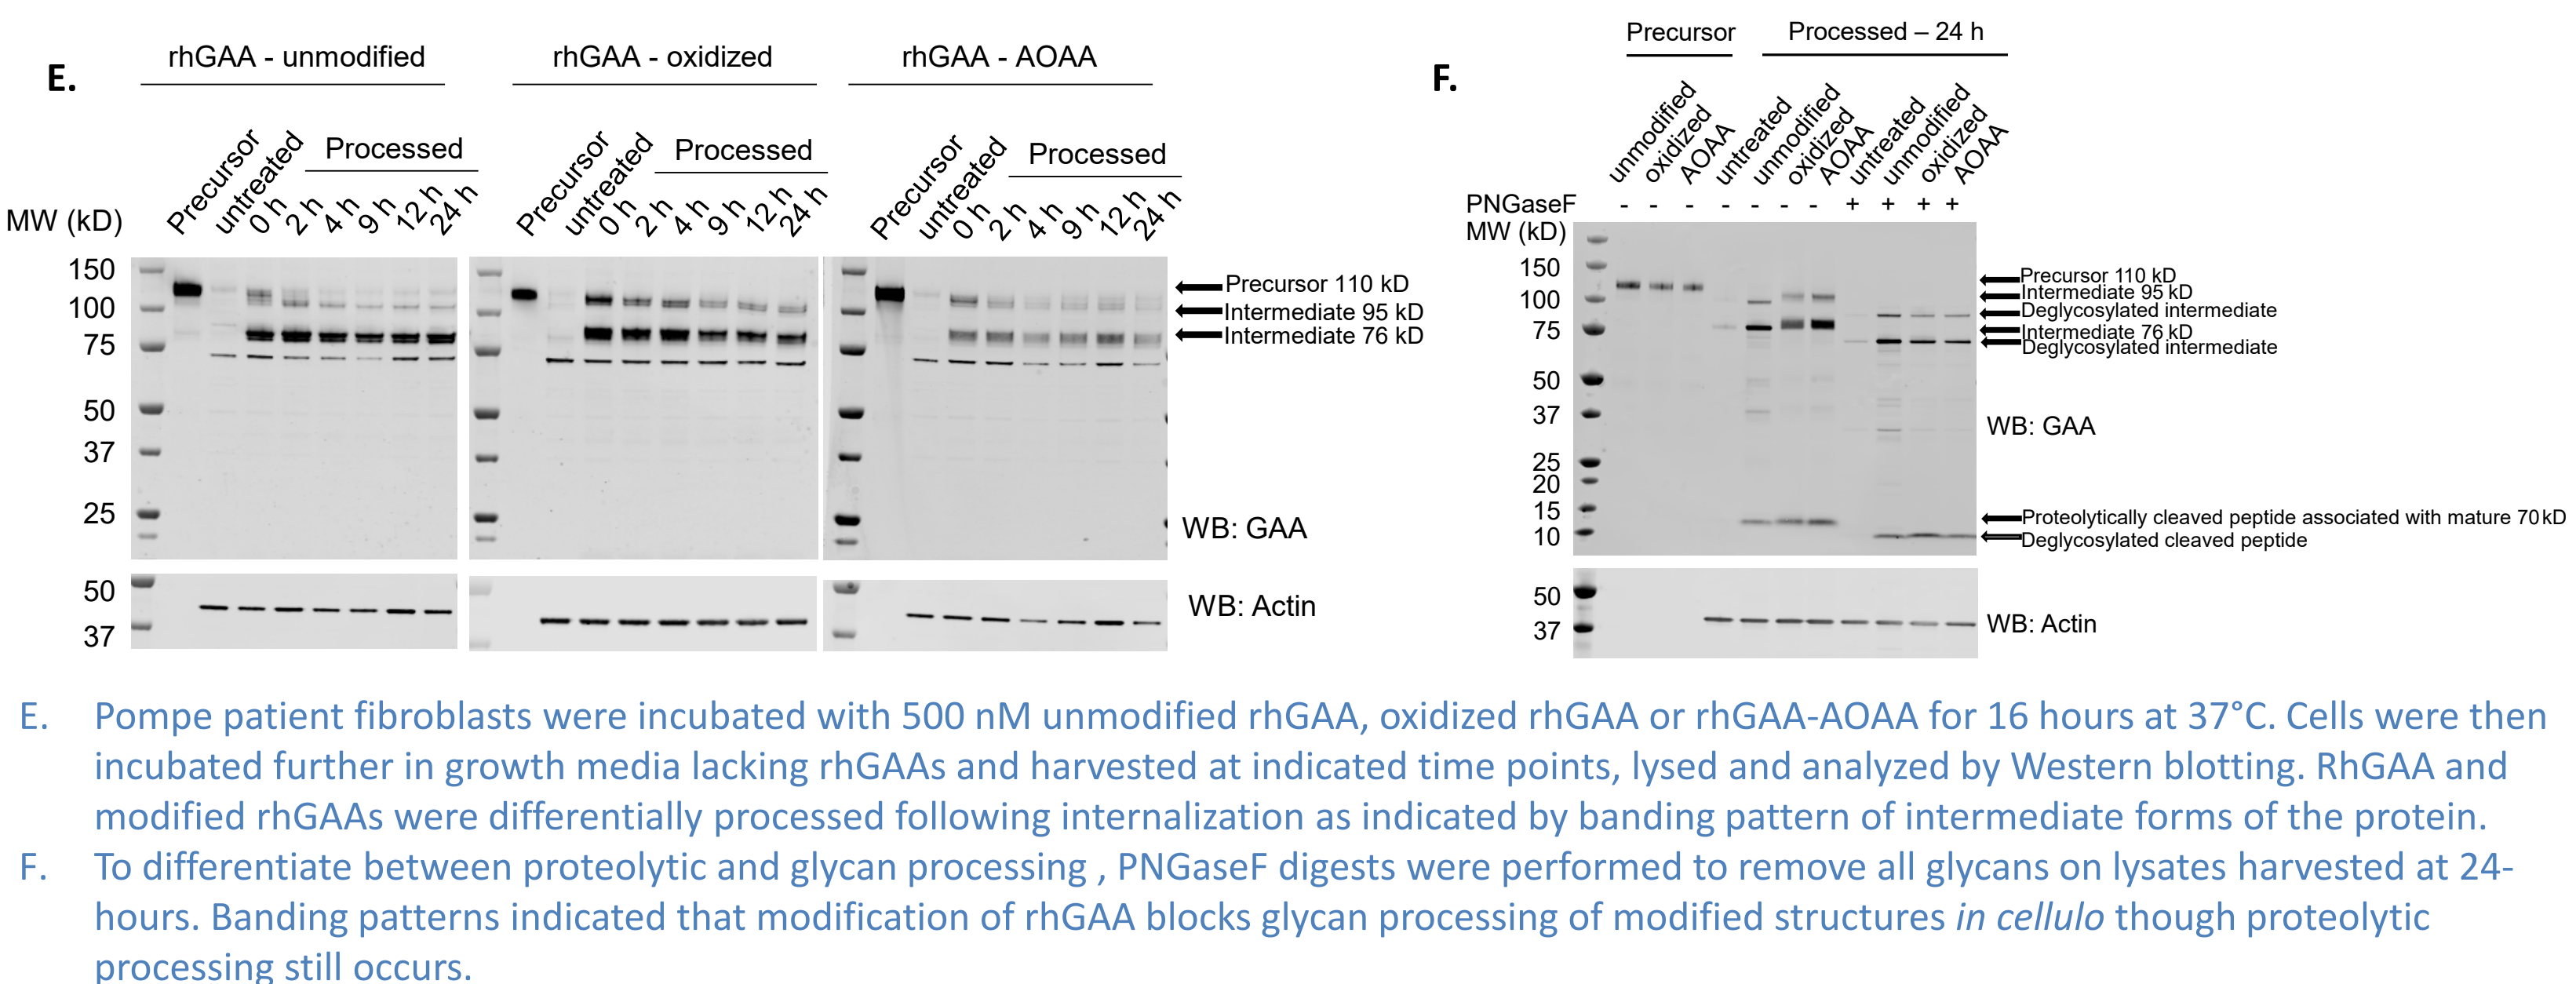 E.
rhGAA - unmodified
rhGAA - oxidized
rhGAA - AOAA
Precursor
untreated
Processed
0 h
2 h
4 h
9 h
12 h
24 h
Precursor
untreated
Processed
0 h
2 h
4 h
9 h
12 h
24 h
Precursor
untreated
Processed
0 h
2 h
4 h
9 h
12 h
24 h
MW (kD)
150
100
75
50
37
25
50
37
Precursor 110 kD
Intermediate 95 kD
Intermediate 76 kD
WB: GAA
WB: Actin
F.
Precursor
Processed – 24 h
unmodified
oxidized
AOAA
untreated
unmodified
oxidized
AOAA
untreated
unmodified
oxidized
AOAA
PNGaseF - - - - - - - + + + +
MW (kD)
150
100
75
50
37
25
20
15
10
50
37
Precursor 110 kD
Intermediate 95 kD
Deglycosylated intermediate
Intermediate 76 kD
Deglycosylated intermediate
WB: GAA
Proteolytically cleaved peptide associated with mature 70 kD
Deglycosylated cleaved peptide
WB: Actin
E. Pompe patient fibroblasts were incubated with 500 nM unmodified rhGAA, oxidized rhGAA or rhGAA-AOAA for 16 hours at 37°C. Cells were then
incubated further in growth media lacking rhGAAs and harvested at indicated time points, lysed and analyzed by Western blotting. RhGAA and
modified rhGAAs were differentially processed following internalization as indicated by banding pattern of intermediate forms of the protein.
F. To differentiate between proteolytic and glycan processing , PNGaseF digests were performed to remove all glycans on lysates harvested at 24-
hours. Banding patterns indicated that modification of rhGAA blocks glycan processing of modified structures in cellulo though proteolytic
processing still occurs.